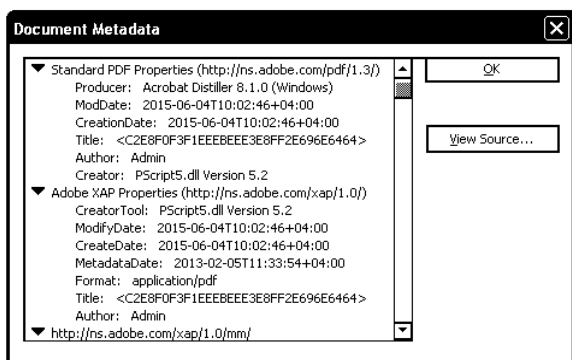 Document Metadata
Standard PDF Properties (http://ns.adobe.com/pdf/1.3/)
Producer: Acrobat Distiller 8.1.0 (Windows)
ModDate: 2015-06-04T10:02:46+04:00
CreationDate: 2015-06-04T10:02:46+04:00
Title: <C2E8F0F3F1EEEBEEE3E8FF2E696E6464>
Author: Admin
Creator: PScript5.dll Version 5.2
Adobe XAP Properties (http://ns.adobe.com/xap/1.0/)
CreatorTool: PScript5.dll Version 5.2
ModifyDate: 2015-06-04T10:02:46+04:00
CreateDate: 2015-06-04T10:02:46+04:00
MetadataDate: 2013-02-05T11:33:54+04:00
Format: application/pdf
Title: <C2E8F0F3F1EEEBEEE3E8FF2E696E6464>
Author: Admin
http://ns.adobe.com/xap/1.0/mm/
OK
View Source...